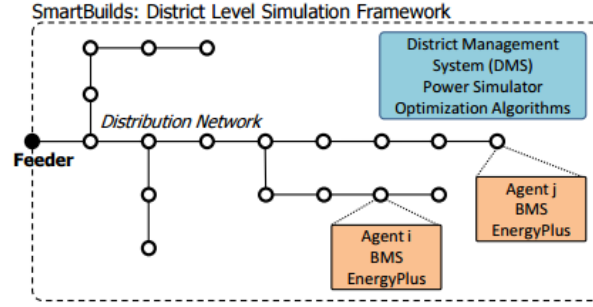 SmartBuilds: District Level Simulation Framework
District Management
System (DMS)
Power Simulator
Optimization Algorithms
Distribution Network
Feeder
Agent j
BMS
EnergyPlus
Agent i
BMS
EnergyPlus